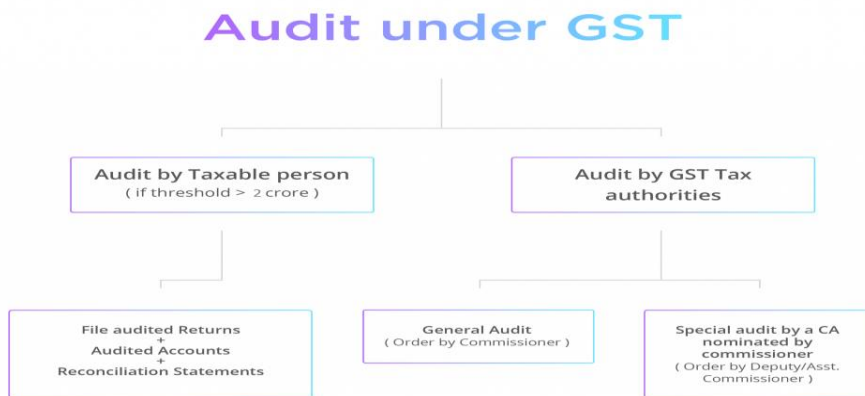 Audit under GST
Audit by Taxable person
( if threshold > 2 crore )
Audit by GST Tax
authorities
File audited Returns
+
Audited Accounts
+
Reconciliation Statements
General Audit
( Order by Commissioner )
Special audit by a CA
nominated by
commissioner
( Order by Deputy/Asst.
Commissioner )